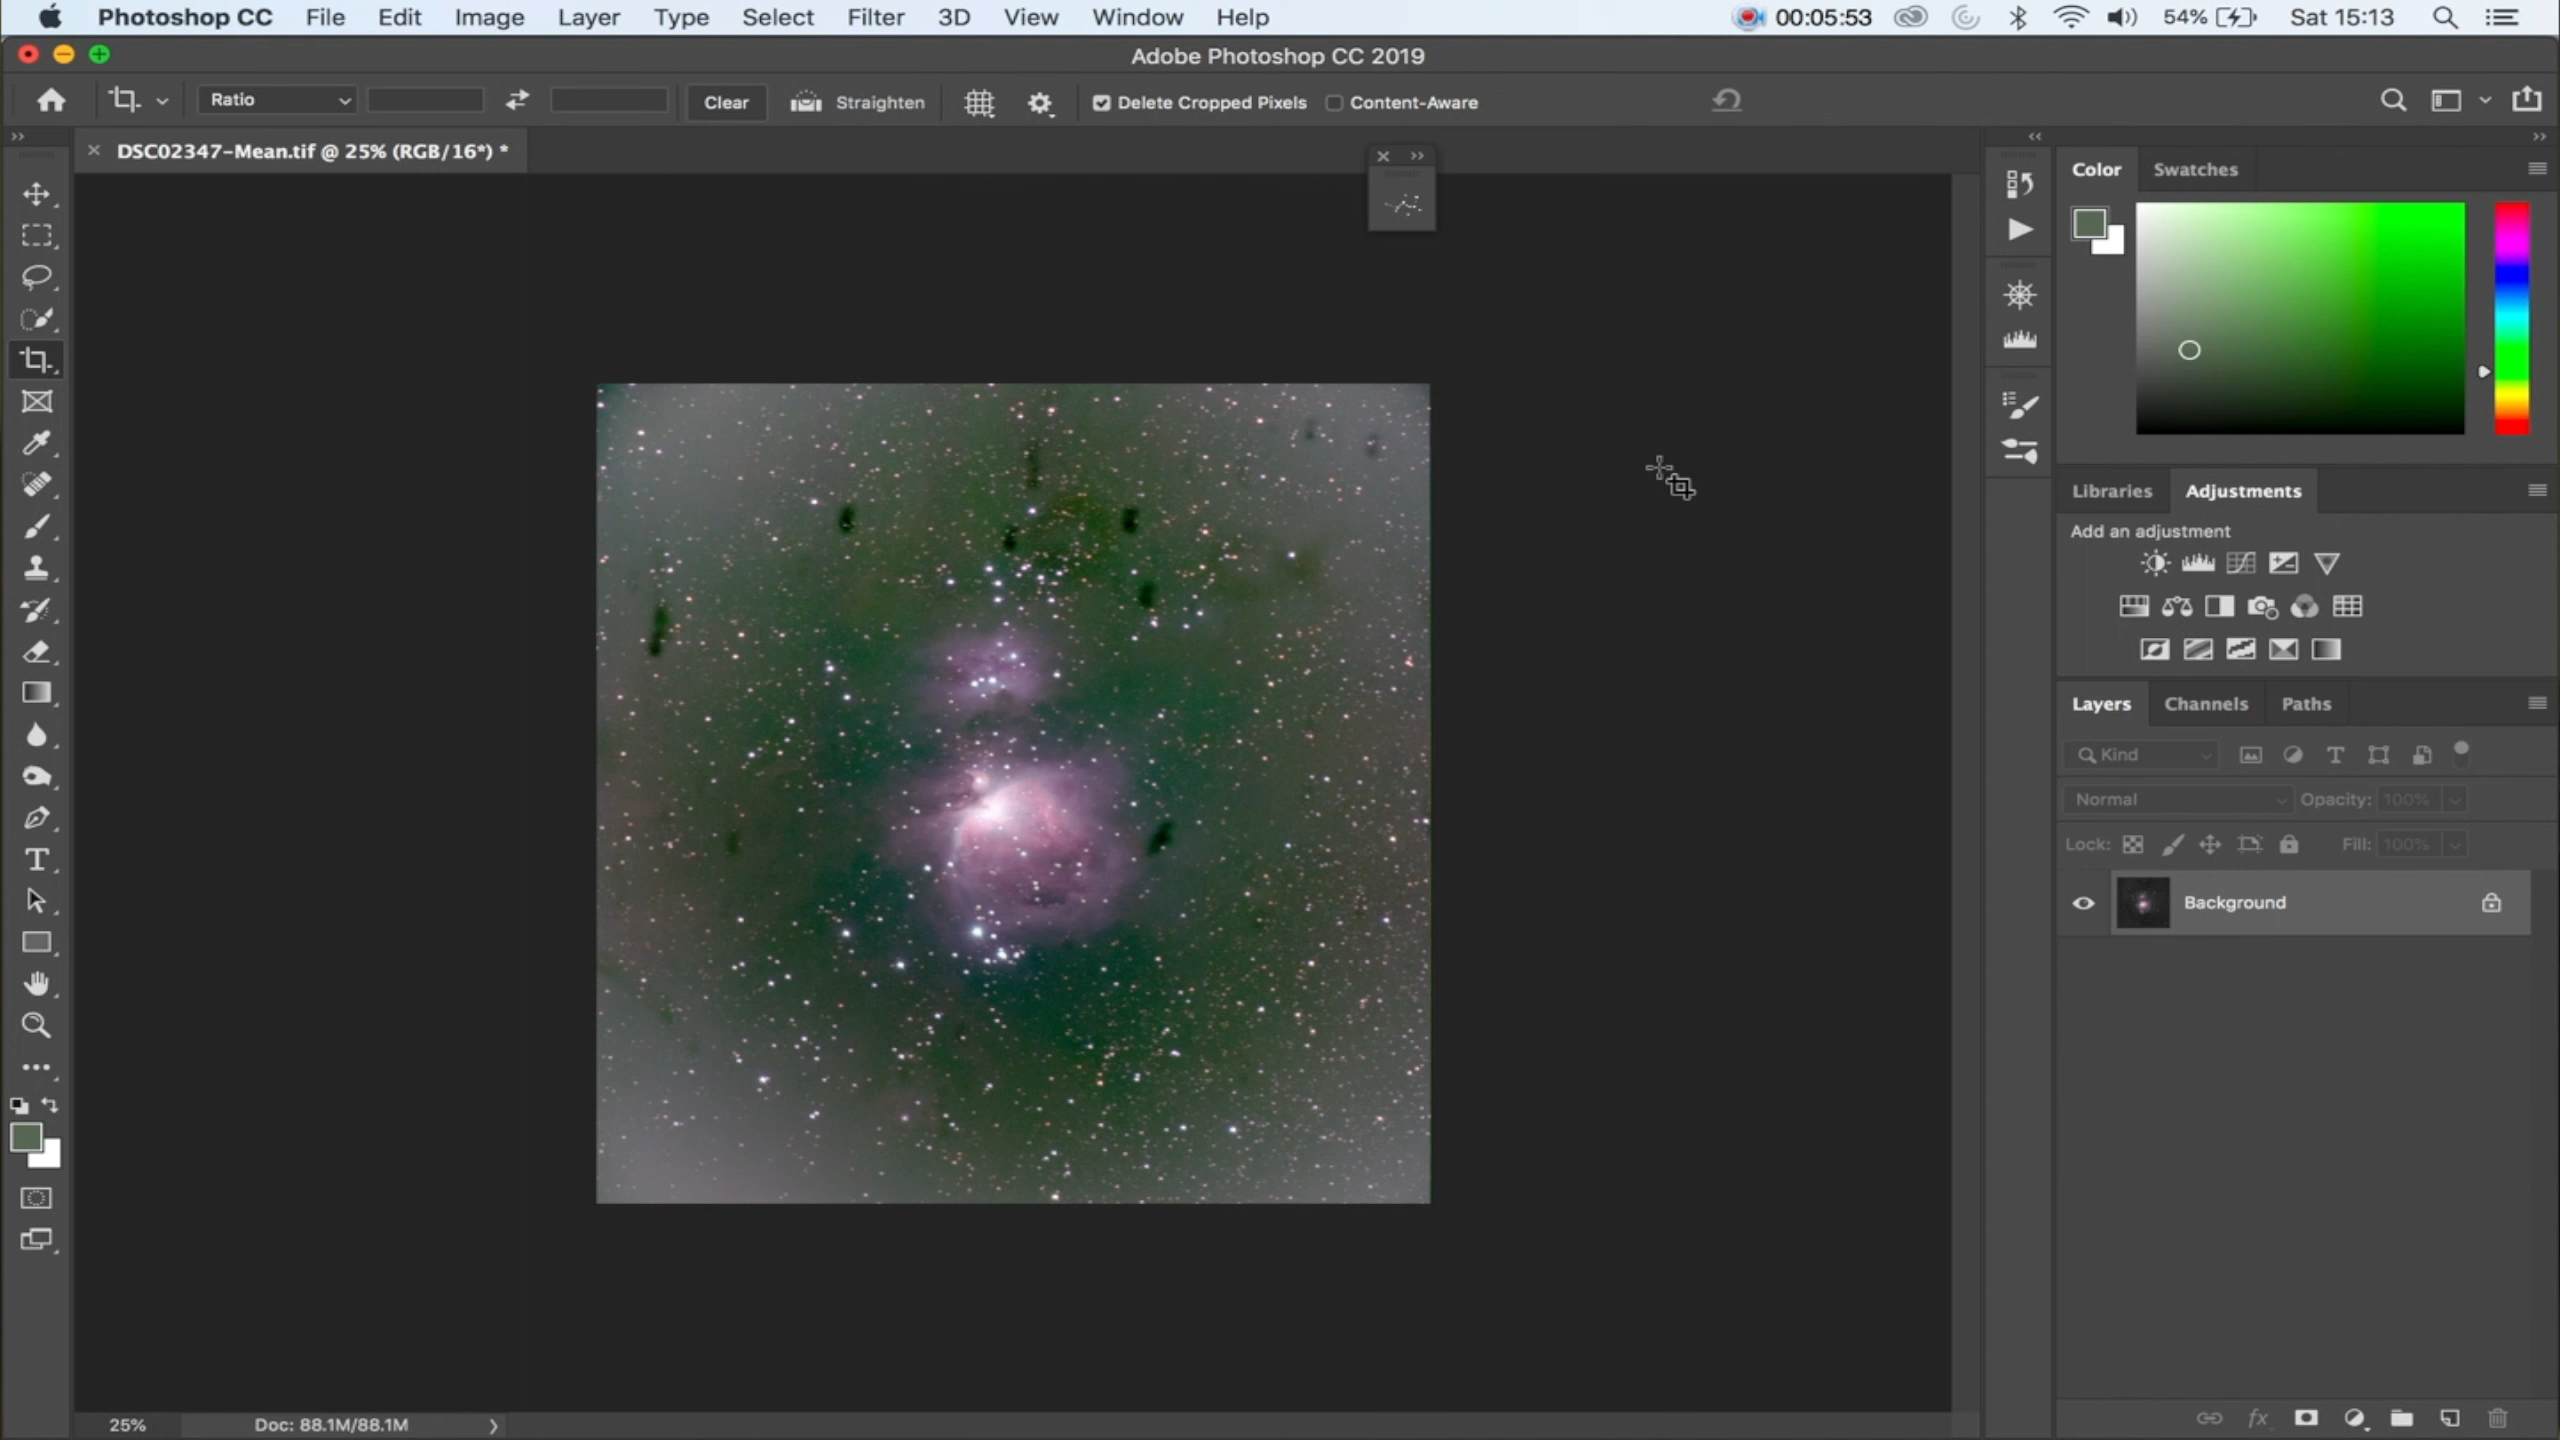 Photoshop CC File Edit Image Layer Type Select Filter 3D View Window Help 00:05:53 54% Sat 15:13
Adobe Photoshop CC 2019
Ratio Clear Straighten Delete Cropped Pixels Content-Aware
DSC02347-Mean.tif @ 25% (RGB/16*) *
Color Swatches
Libraries Adjustments
Add an adjustment
Layers Channels Paths
Kind
Normal Opacity: 100%
Lock: Fill: 100%
Background
25% Doc: 88.1M/88.1M